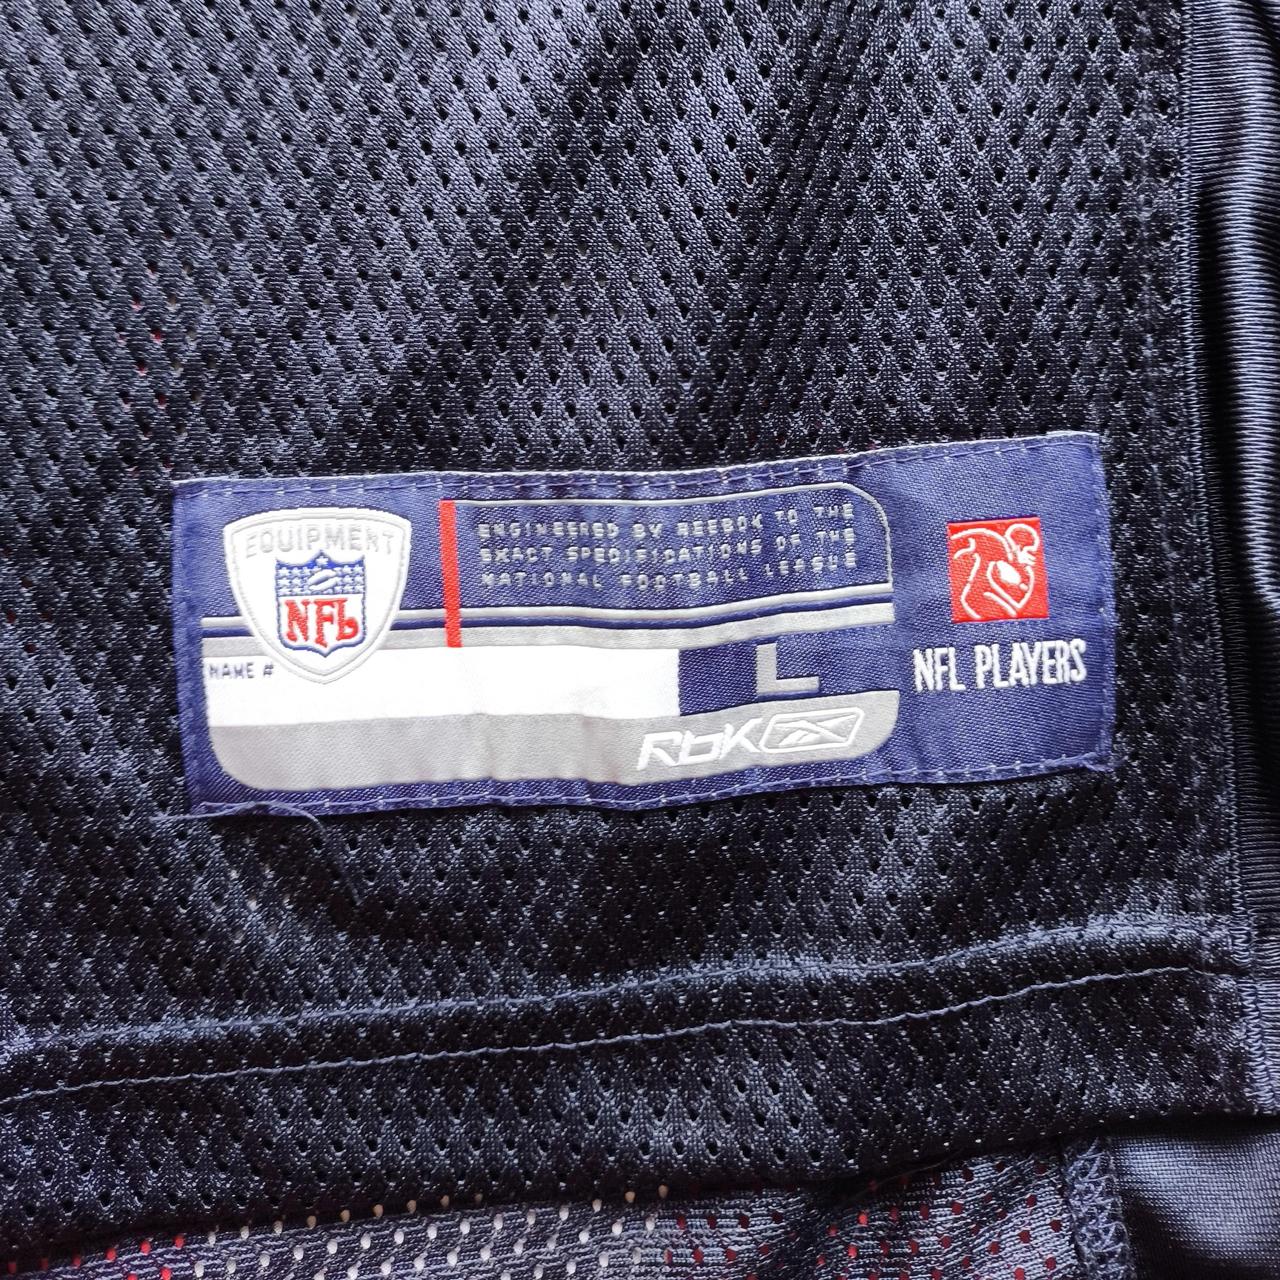 EQUIPMENT
NFL
ENGINEERED BY REEBOK TO THE
EXACT SPECIFICATIONS OF THE
NATIONAL FOOTBALL LEAGUE
NAME #
L
RbK
NFL PLAYERS